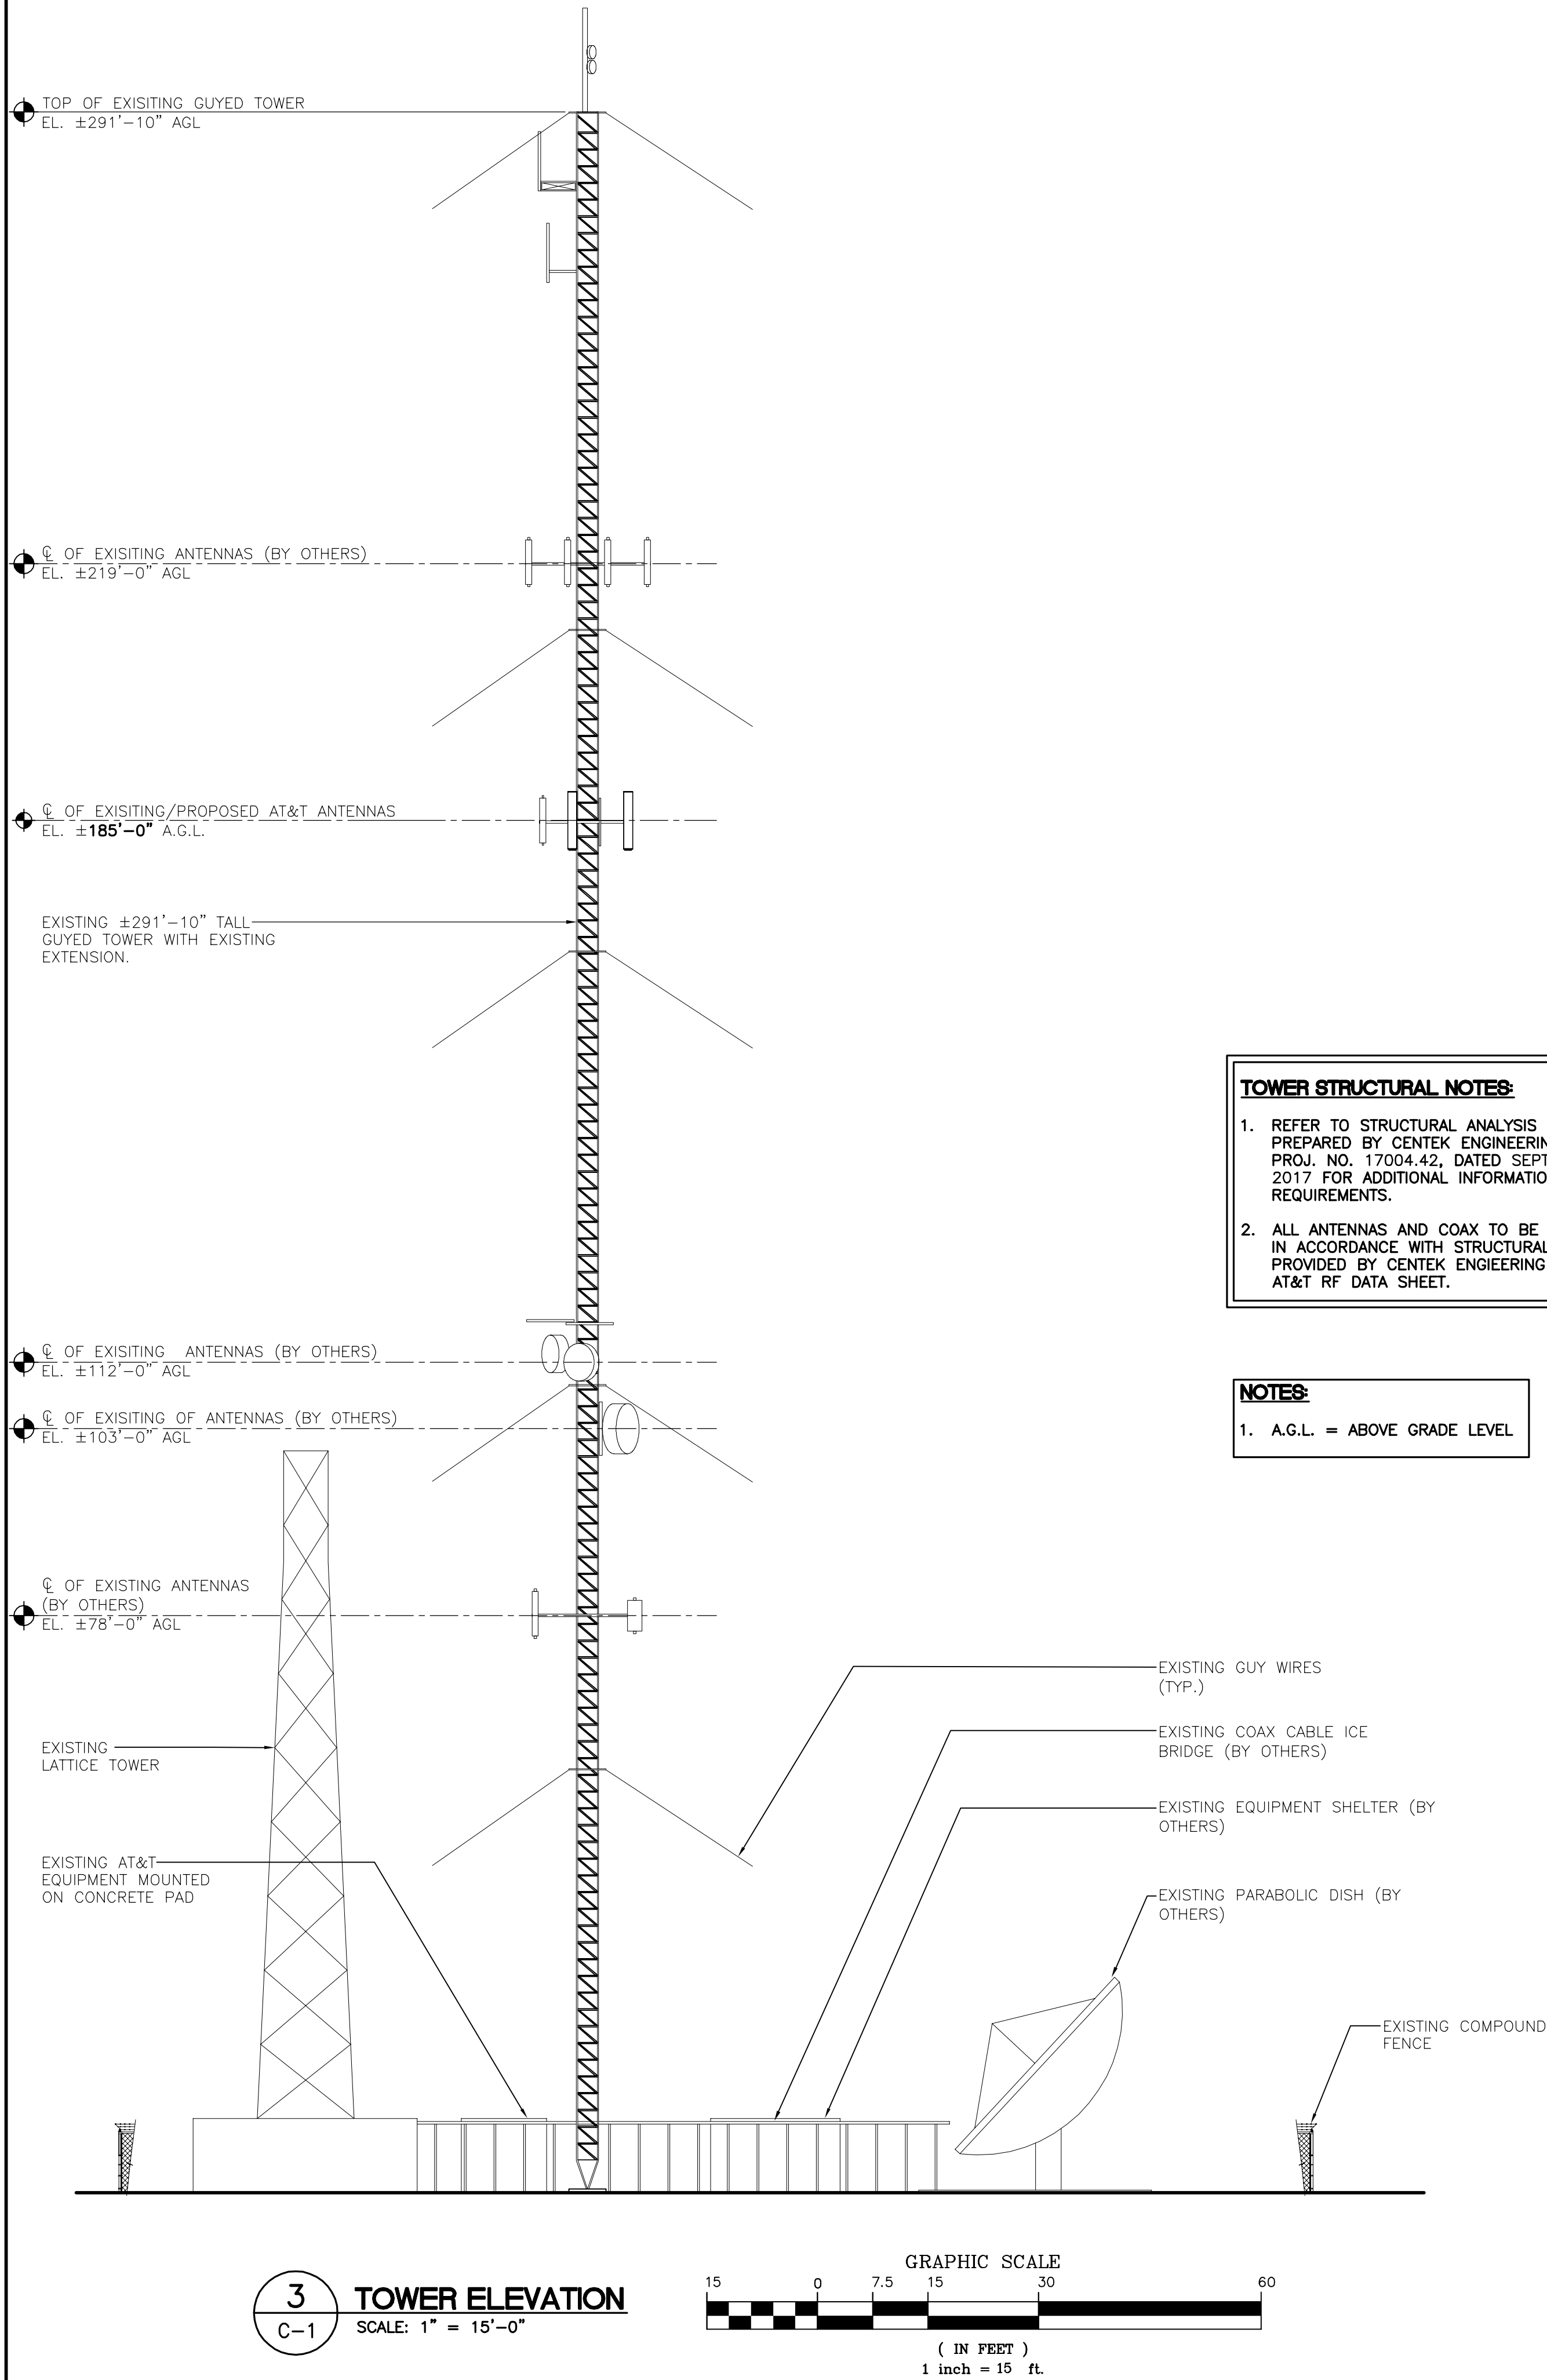 TOP OF EXISITING GUYED TOWER
EL. ±291'-10" AGL
℄ OF EXISITING ANTENNAS (BY OTHERS)
EL. ±219'-0" AGL
℄ OF EXISITING/PROPOSED AT&T ANTENNAS
EL. ±185'-0" A.G.L.
EXISTING ±291'-10" TALL
GUYED TOWER WITH EXISTING
EXTENSION.
℄ OF EXISITING ANTENNAS (BY OTHERS)
EL. ±112'-0" AGL
℄ OF EXISITING OF ANTENNAS (BY OTHERS)
EL. ±103'-0" AGL
℄ OF EXISTING ANTENNAS
(BY OTHERS)
EL. ±78'-0" AGL
EXISTING
LATTICE TOWER
EXISTING AT&T
EQUIPMENT MOUNTED
ON CONCRETE PAD
TOWER STRUCTURAL NOTES:
1. REFER TO STRUCTURAL ANALYSIS
PREPARED BY CENTEK ENGINEERIN
PROJ. NO. 17004.42, DATED SEPT
2017 FOR ADDITIONAL INFORMATIO
REQUIREMENTS.
2. ALL ANTENNAS AND COAX TO BE
IN ACCORDANCE WITH STRUCTURAL
PROVIDED BY CENTEK ENGIEERING
AT&T RF DATA SHEET.
NOTES:
1. A.G.L. = ABOVE GRADE LEVEL
EXISTING GUY WIRES
(TYP.)
EXISTING COAX CABLE ICE
BRIDGE (BY OTHERS)
EXISTING EQUIPMENT SHELTER (BY
OTHERS)
EXISTING PARABOLIC DISH (BY
OTHERS)
EXISTING COMPOUND
FENCE
3
C-1
TOWER ELEVATION
SCALE: 1" = 15'-0"
GRAPHIC SCALE
15 0 7.5 15 30 60
( IN FEET )
1 inch = 15 ft.